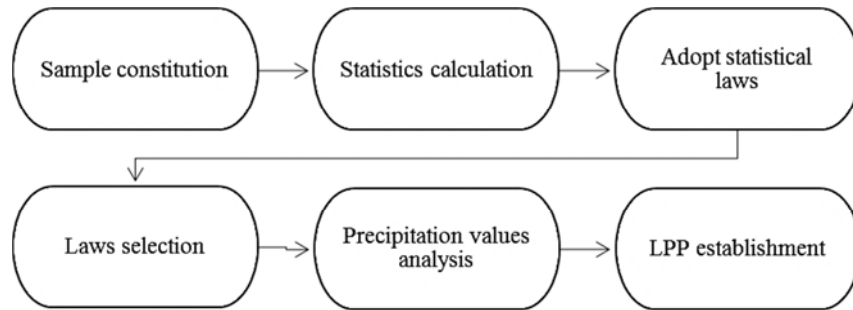 Sample constitution
Statistics calculation
Adopt statistical
laws
Laws selection
Precipitation values
analysis
LPP establishment